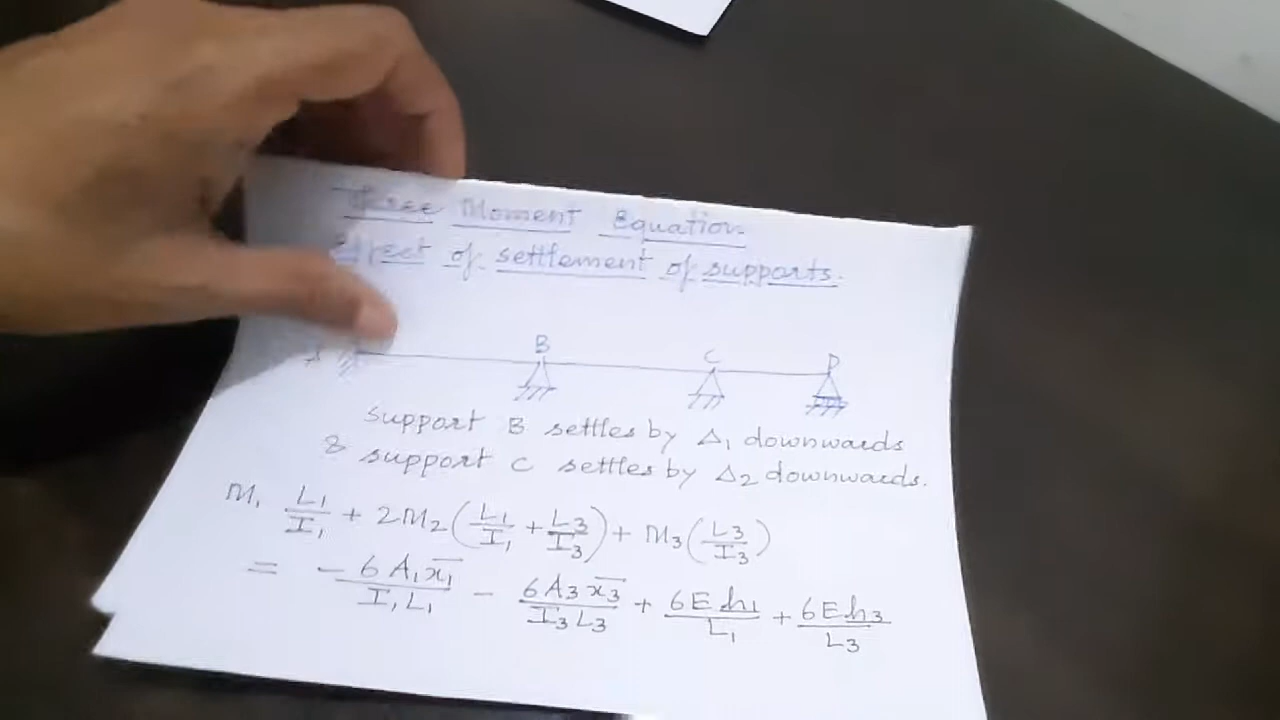 Three Moment Equation
Effect of settlement of supports.
A B C D
support B settles by Δ₁ downwards
& support C settles by Δ₂ downwards.
M₁ L₁/I₁ + 2M₂(L₁/I₁ + L₃/I₃) + M₃(L₃/I₃)
= - 6A₁x̄₁/I₁L₁ - 6A₃x̄₃/I₃L₃ + 6Eh₁/L₁ + 6Eh₃/L₃